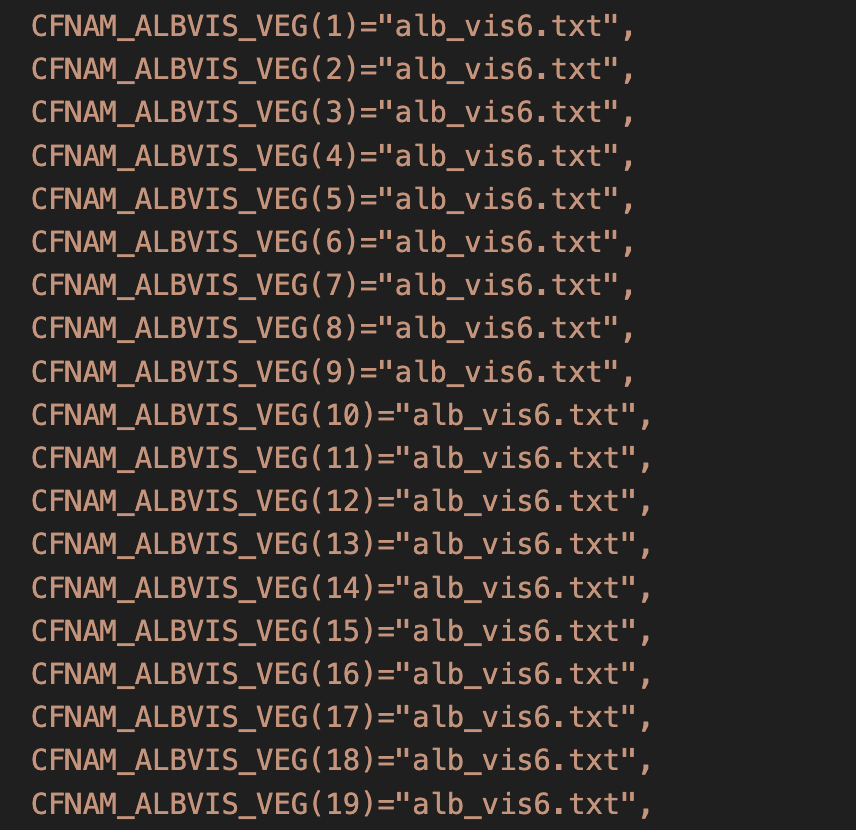 CFNAM_ALBVIS_VEG(1)="alb_vis6.txt",
CFNAM_ALBVIS_VEG(2)="alb_vis6.txt",
CFNAM_ALBVIS_VEG(3)="alb_vis6.txt",
CFNAM_ALBVIS_VEG(4)="alb_vis6.txt",
CFNAM_ALBVIS_VEG(5)="alb_vis6.txt",
CFNAM_ALBVIS_VEG(6)="alb_vis6.txt",
CFNAM_ALBVIS_VEG(7)="alb_vis6.txt",
CFNAM_ALBVIS_VEG(8)="alb_vis6.txt",
CFNAM_ALBVIS_VEG(9)="alb_vis6.txt",
CFNAM_ALBVIS_VEG(10)="alb_vis6.txt",
CFNAM_ALBVIS_VEG(11)="alb_vis6.txt",
CFNAM_ALBVIS_VEG(12)="alb_vis6.txt",
CFNAM_ALBVIS_VEG(13)="alb_vis6.txt",
CFNAM_ALBVIS_VEG(14)="alb_vis6.txt",
CFNAM_ALBVIS_VEG(15)="alb_vis6.txt",
CFNAM_ALBVIS_VEG(16)="alb_vis6.txt",
CFNAM_ALBVIS_VEG(17)="alb_vis6.txt",
CFNAM_ALBVIS_VEG(18)="alb_vis6.txt",
CFNAM_ALBVIS_VEG(19)="alb_vis6.txt",